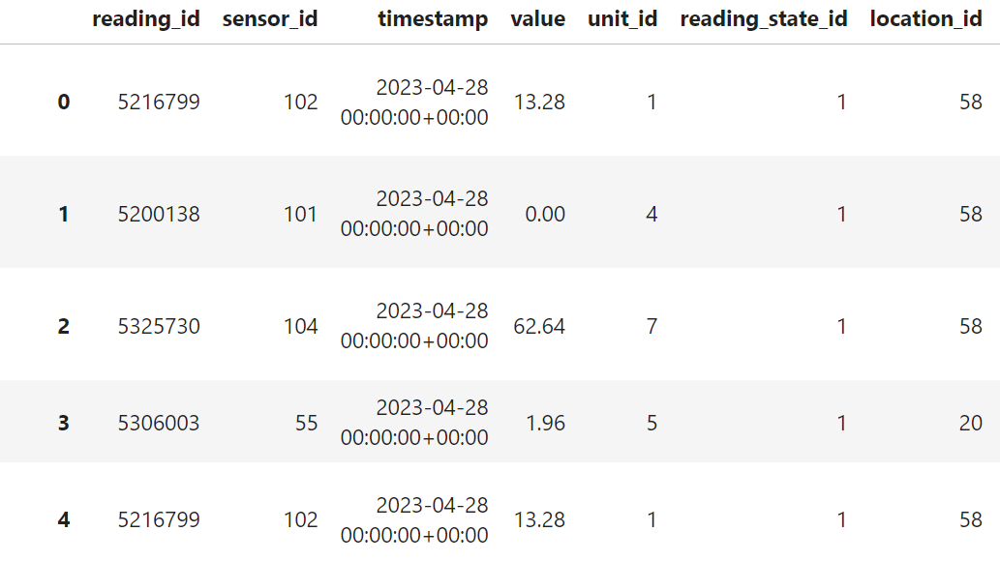 reading_id sensor_id timestamp value unit_id reading_state_id location_id
0 5216799 102 2023-04-28 00:00:00+00:00 13.28 1 1 58
1 5200138 101 2023-04-28 00:00:00+00:00 0.00 4 1 58
2 5325730 104 2023-04-28 00:00:00+00:00 62.64 7 1 58
3 5306003 55 2023-04-28 00:00:00+00:00 1.96 5 1 20
4 5216799 102 2023-04-28 00:00:00+00:00 13.28 1 1 58